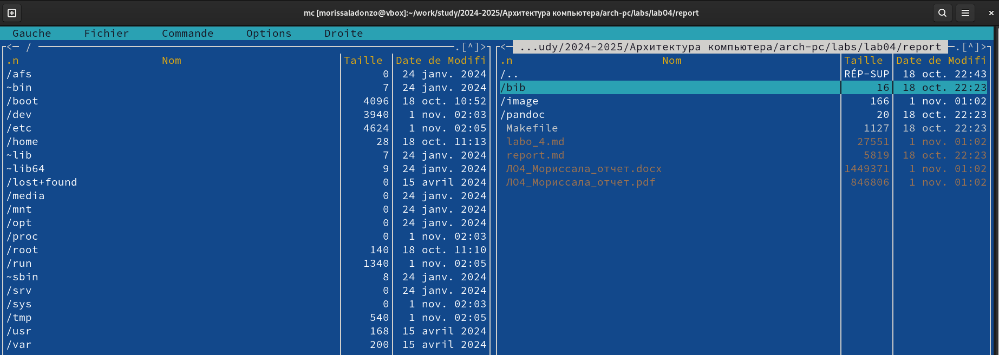 mc [morissaladonzo@vbox]:~/work/study/2024-2025/Архитектура компьютера/arch-pc/labs/lab04/report
Gauche Fichier Commande Options Droite
<─ / .[^]>
.n Nom Taille Date de Modifi
/afs 0 24 janv. 2024
~bin 7 24 janv. 2024
/boot 4096 18 oct. 10:52
/dev 3940 1 nov. 02:03
/etc 4624 1 nov. 02:05
/home 28 18 oct. 11:13
~lib 7 24 janv. 2024
~lib64 9 24 janv. 2024
/lost+found 0 15 avril 2024
/media 0 24 janv. 2024
/mnt 0 24 janv. 2024
/opt 0 24 janv. 2024
/proc 0 1 nov. 02:03
/root 140 18 oct. 11:10
/run 1340 1 nov. 02:05
~sbin 8 24 janv. 2024
/srv 0 24 janv. 2024
/sys 0 1 nov. 02:03
/tmp 540 1 nov. 02:05
/usr 168 15 avril 2024
/var 200 15 avril 2024
<─ ...udy/2024-2025/Архитектура компьютера/arch-pc/labs/lab04/report ─.[^]>
.n Nom Taille Date de Modifi
/.. RÉP-SUP 18 oct. 22:43
/bib 16 18 oct. 22:23
/image 166 1 nov. 01:02
/pandoc 20 18 oct. 22:23
Makefile 1127 18 oct. 22:23
labo_4.md 27551 1 nov. 01:02
report.md 5819 18 oct. 22:23
ЛО4_Мориссала_отчет.docx 1449371 1 nov. 01:02
ЛО4_Мориссала_отчет.pdf 846806 1 nov. 01:02